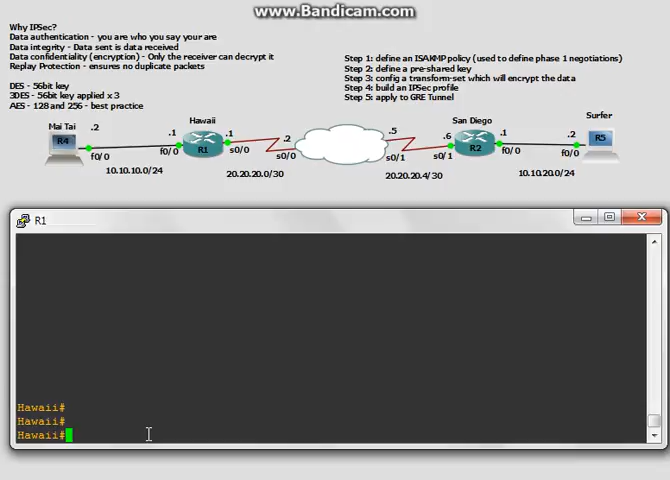 www.Bandicam.com
Why IPSec?
Data authentication - you are who you say your are
Data integrity - Data sent is data received
Data confidentiality (encryption) - Only the receiver can decrypt it
Replay Protection - ensures no duplicate packets
DES - 56bit key
3DES - 56bit key applied x 3
AES - 128 and 256 - best practice
Step 1: define an ISAKMP policy (used to define phase 1 negotiations)
Step 2: define a pre-shared key
Step 3: config a transform-set which will encrypt the data
Step 4: build an IPSec profile
Step 5: apply to GRE Tunnel
Mai Tai
R4
.2
f0/0
10.10.10.0/24
.1
f0/0
Hawaii
R1
.1
s0/0
.2
s0/0
20.20.20.0/30
.5
s0/1
20.20.20.4/30
.6
s0/1
San Diego
R2
.1
f0/0
10.10.20.0/24
.2
f0/0
Surfer
R5
R1
Hawaii#
Hawaii#
Hawaii#